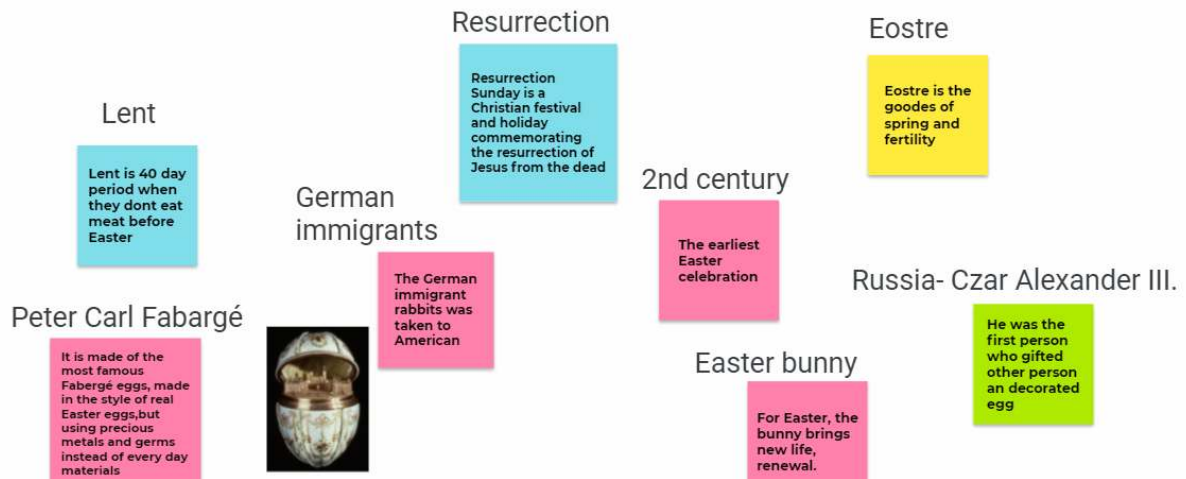 Resurrection
Resurrection
Sunday is a
Christian festival
and holiday
commemorating
the resurrection of
Jesus from the dead
Eostre
Eostre is the
goodes of
spring and
fertility
Lent
Lent is 40 day
period when
they dont eat
meat before
Easter
German
immigrants
The German
immigrant
rabbits was
taken to
American
2nd century
The earliest
Easter
celebration
Russia- Czar Alexander III.
He was the
first person
who gifted
other person
an decorated
egg
Peter Carl Fabargé
It is made of the
most famous
Fabergé eggs, made
in the style of real
Easter eggs,but
using precious
metals and germs
instead of every day
materials
Easter bunny
For Easter, the
bunny brings
new life,
renewal.